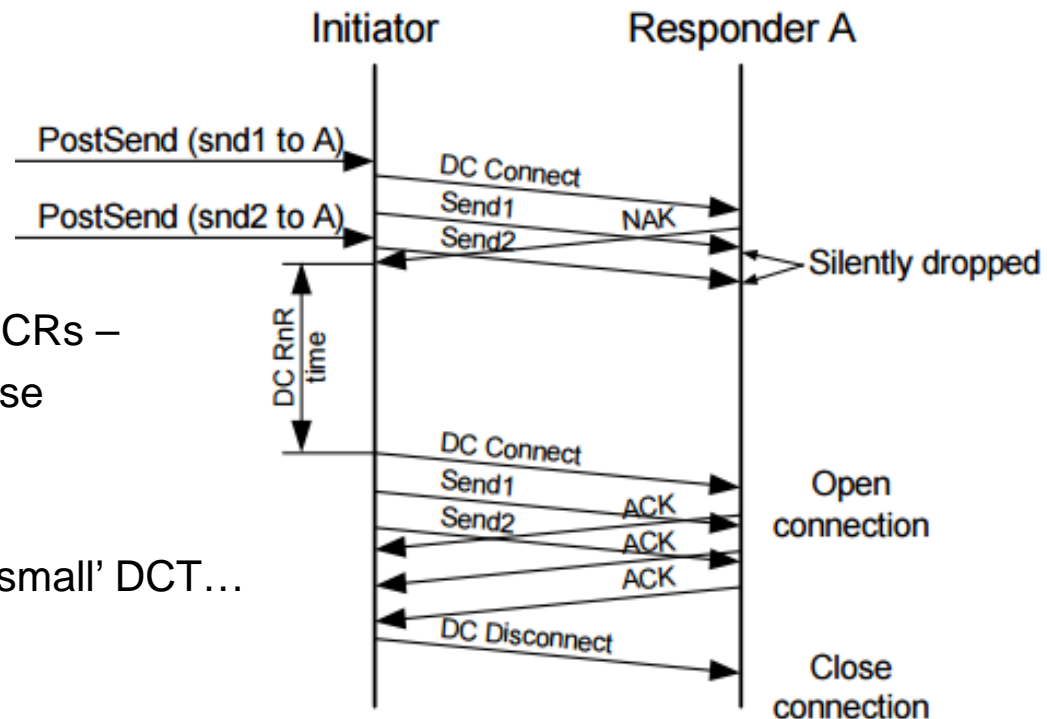 Initiator
Responder A
PostSend (snd1 to A)
DC Connect
Send1
NAK
PostSend (snd2 to A)
Send2
Silently dropped
CRs –
se
DC RnR
time
DC Connect
Send1
ACK
Open
connection
Send2
ACK
small’ DCT…
ACK
DC Disconnect
Close
connection